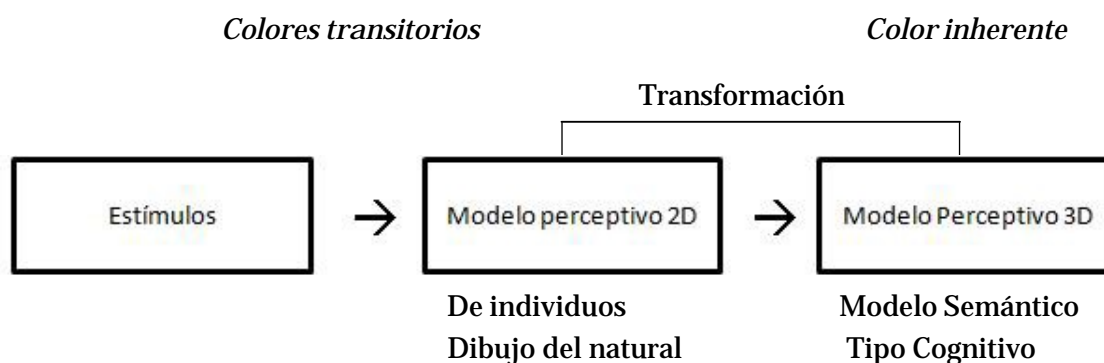 Colores transitorios
Color inherente
Transformación
Estímulos
Modelo perceptivo 2D
Modelo Perceptivo 3D
De individuos
Modelo Semántico
Dibujo del natural
Tipo Cognitivo